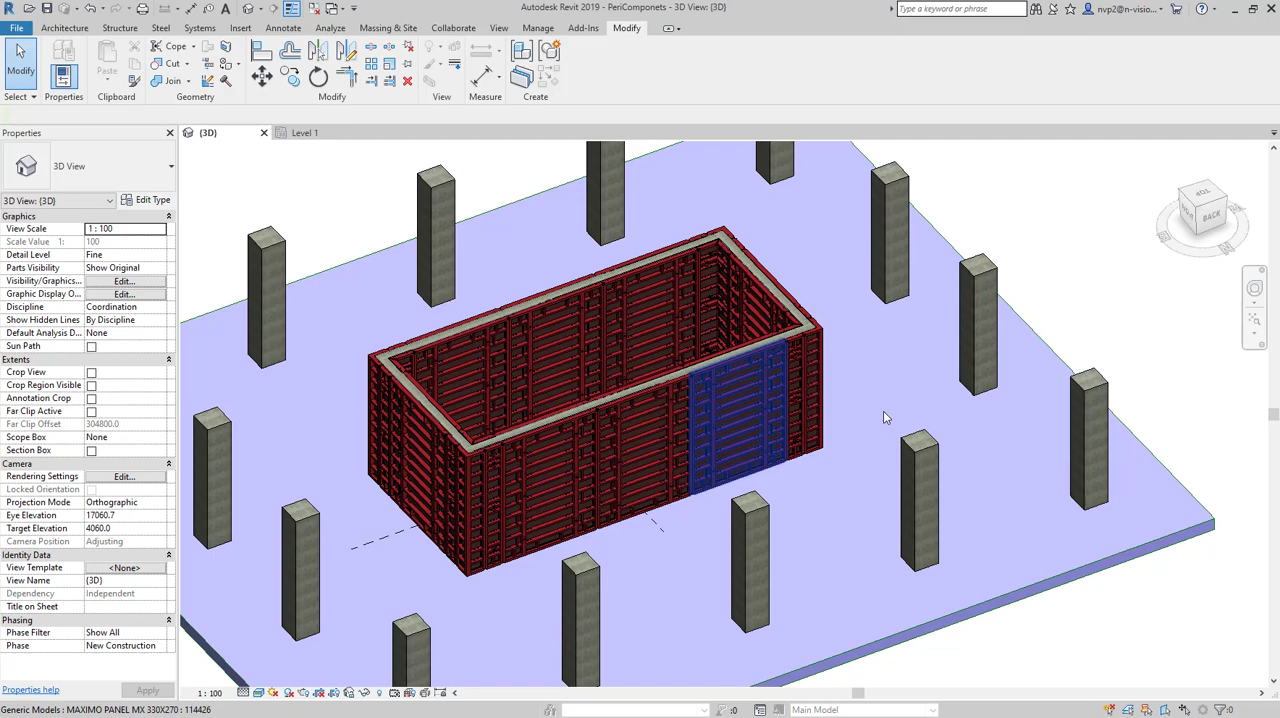 Autodesk Revit 2019 - PeriComponets - 3D View: {3D}
Type a keyword or phrase
nvp2@n-visio...
File Architecture Structure Steel Systems Insert Annotate Analyze Massing & Site Collaborate View Manage Add-Ins Modify
Modify
Properties
Paste
Cope
Cut
Join
Select Properties Clipboard Geometry Modify View Measure Create
Properties
{3D}
Level 1
3D View
3D View: {3D}
Edit Type
Graphics
View Scale 1 : 100
Scale Value 1: 100
Detail Level Fine
Parts Visibility Show Original
Visibility/Graphics... Edit...
Graphic Display O... Edit...
Discipline Coordination
Show Hidden Lines By Discipline
Default Analysis D... None
Sun Path
Extents
Crop View
Crop Region Visible
Annotation Crop
Far Clip Active
Far Clip Offset 304800.0
Scope Box None
Section Box
Camera
Rendering Settings Edit...
Locked Orientation
Projection Mode Orthographic
Eye Elevation 17060.7
Target Elevation 4060.0
Camera Position Adjusting
Identity Data
View Template <None>
View Name {3D}
Dependency Independent
Title on Sheet
Phasing
Phase Filter Show All
Phase New Construction
Properties help
Apply
TOP
BACK
1 : 100
Generic Models : MAXIMO PANEL MX 330X270 : 114426
:0
Main Model
:0